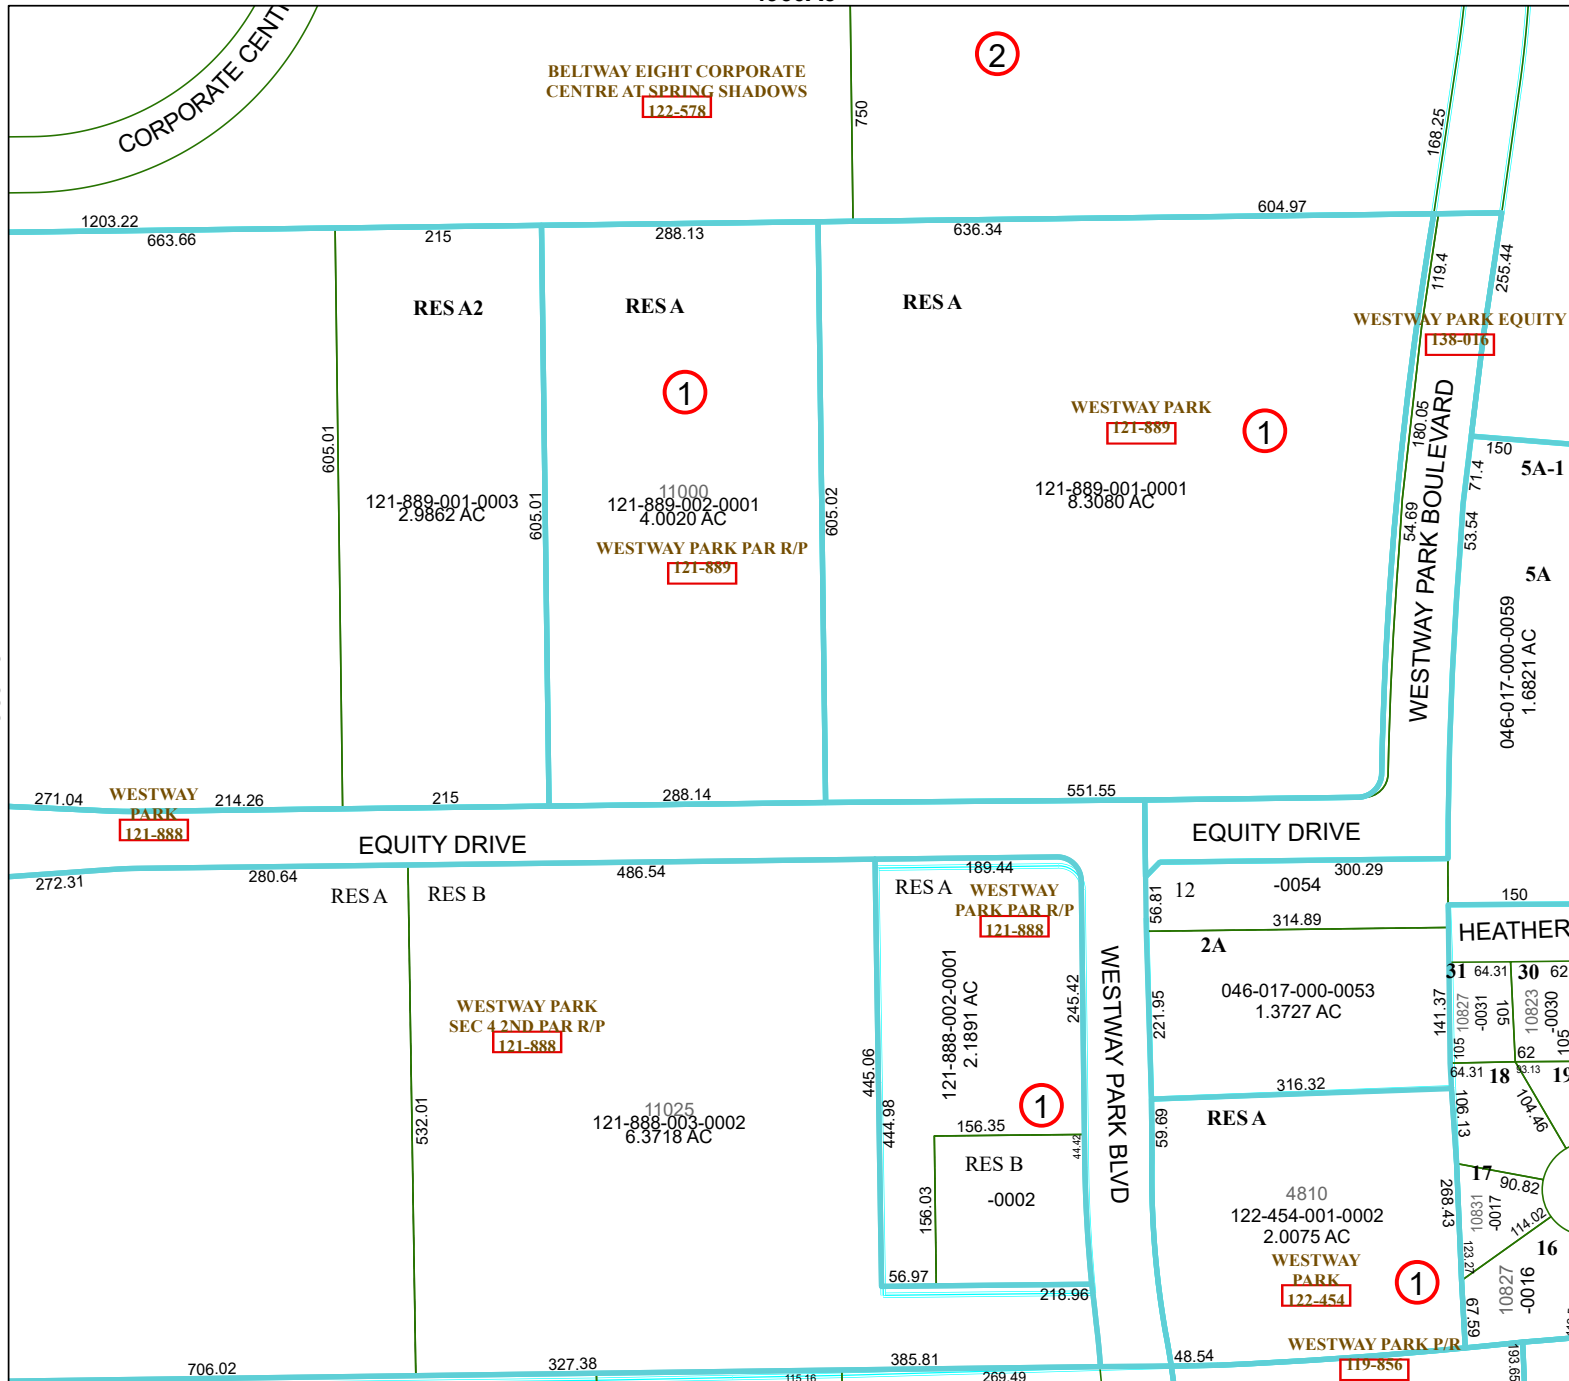 CORPORATE CENT
BELTWAY EIGHT CORPORATE
CENTRE AT SPRING SHADOWS
122-578
2
750
168.25
1203.22
663.66
215
288.13
636.34
604.97
119.4
255.44
RES A2
RES A
RES A
WESTWAY PARK EQUITY
138-016
1
WESTWAY PARK
121-889
1
605.01
605.01
605.02
180.05
54.69
WESTWAY PARK BOULEVARD
150
71.4
53.54
5A-1
5A
046-017-000-0059
1.6821 AC
121-889-001-0003
2.9862 AC
11000
121-889-002-0001
4.0020 AC
WESTWAY PARK PAR R/P
121-889
121-889-001-0001
8.3080 AC
271.04
WESTWAY
PARK
121-888
214.26
215
288.14
551.55
EQUITY DRIVE
EQUITY DRIVE
272.31
280.64
486.54
189.44
300.29
RES A
RES B
RES A
WESTWAY
PARK PAR R/P
121-888
56.81
12
-0054
314.89
150
HEATHER
2A
046-017-000-0053
1.3727 AC
221.95
141.37
31
64.31
30
62
10827
-0031
105
105
10823
-0030
105
64.31
62
93.13
18
19
WESTWAY PARK
SEC 4 2ND PAR R/P
121-888
121-888-002-0001
2.1891 AC
245.42
WESTWAY PARK BLVD
445.06
444.98
532.01
11025
121-888-003-0002
6.3718 AC
1
156.35
44.42
RES B
-0002
156.03
56.97
218.96
316.32
59.69
RES A
106.13
104.46
17
90.82
10831
-0017
114.02
123.27
268.43
4810
122-454-001-0002
2.0075 AC
WESTWAY
PARK
122-454
1
16
10827
-0016
67.59
WESTWAY PARK P/R
119-856
193.65
706.02
327.38
385.81
48.54
115.16
269.49